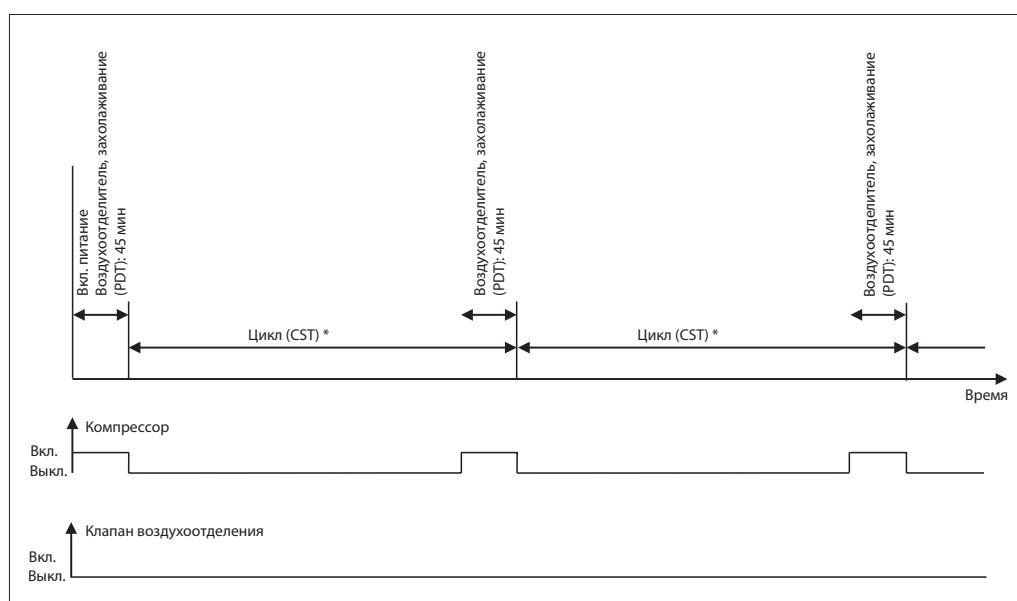 Вкл. питание
Воздухоотделитель, захолаживание
(PDT): 45 мин
Воздухоотделитель, захолаживание
(PDT): 45 мин
Воздухоотделитель, захолаживание
(PDT): 45 мин
Цикл (CST) *
Цикл (CST) *
Время
Компрессор
Вкл.
Выкл.
Клапан воздухоотделения
Вкл.
Выкл.